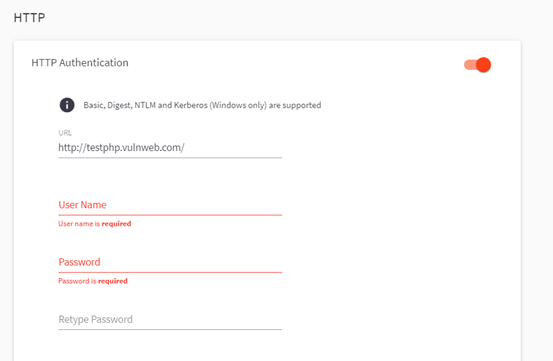 HTTP
HTTP Authentication
Basic, Digest, NTLM and Kerberos (Windows only) are supported
URL
http://testphp.vulnweb.com/
User Name
User name is required
Password
Password is required
Retype Password